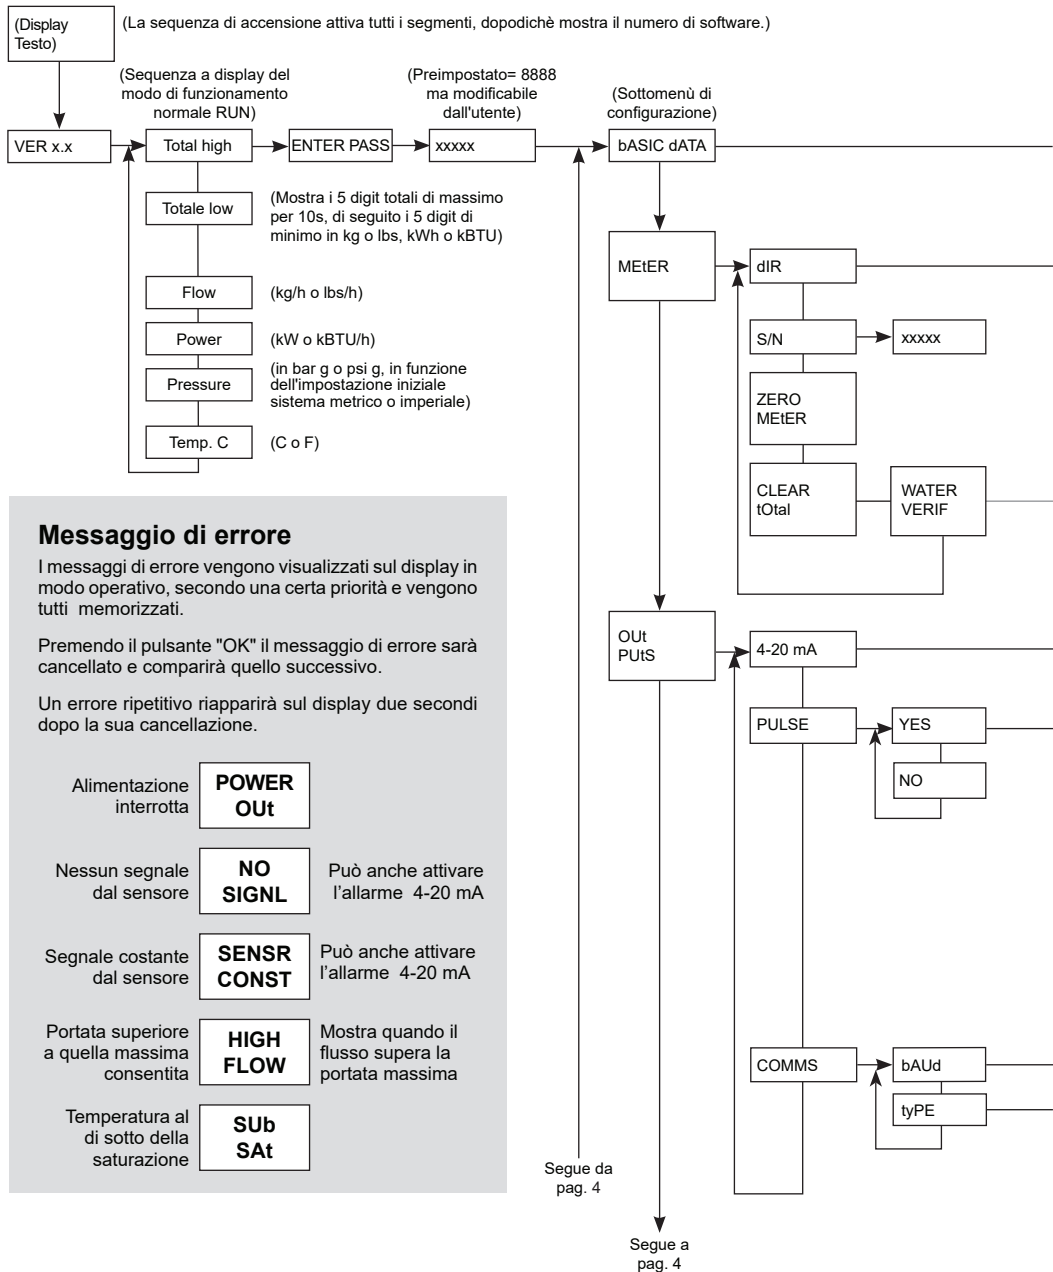 (Display
Testo)
(La sequenza di accensione attiva tutti i segmenti, dopodichè mostra il numero di software.)
(Sequenza a display del
modo di funzionamento
normale RUN)
(Preimpostato= 8888
ma modificabile
dall'utente)
(Sottomenù di
configurazione)
VER x.x
Total high
ENTER PASS
xxxxx
bASIC dATA
Totale low
(Mostra i 5 digit totali di massimo
per 10s, di seguito i 5 digit di
minimo in kg o lbs, kWh o kBTU)
Flow
(kg/h o lbs/h)
Power
(kW o kBTU/h)
Pressure
(in bar g o psi g, in funzione
dell'impostazione iniziale
sistema metrico o imperiale)
Temp. C
(C o F)
MEtER
dIR
S/N
xxxxx
ZERO
MEtER
CLEAR
tOtal
WATER
VERIF
OUt
PUtS
4-20 mA
PULSE
YES
NO
COMMS
bAUd
tyPE
Messaggio di errore
I messaggi di errore vengono visualizzati sul display in
modo operativo, secondo una certa priorità e vengono
tutti memorizzati.
Premendo il pulsante "OK" il messaggio di errore sarà
cancellato e comparirà quello successivo.
Un errore ripetitivo riapparirà sul display due secondi
dopo la sua cancellazione.
Alimentazione
interrotta
POWER
OUt
Nessun segnale
dal sensore
NO
SIGNL
Può anche attivare
l'allarme 4-20 mA
Segnale costante
dal sensore
SENSR
CONST
Può anche attivare
l'allarme 4-20 mA
Portata superiore
a quella massima
consentita
HIGH
FLOW
Mostra quando il
flusso supera la
portata massima
Temperatura al
di sotto della
saturazione
SUb
SAt
Segue da
pag. 4
Segue a
pag. 4